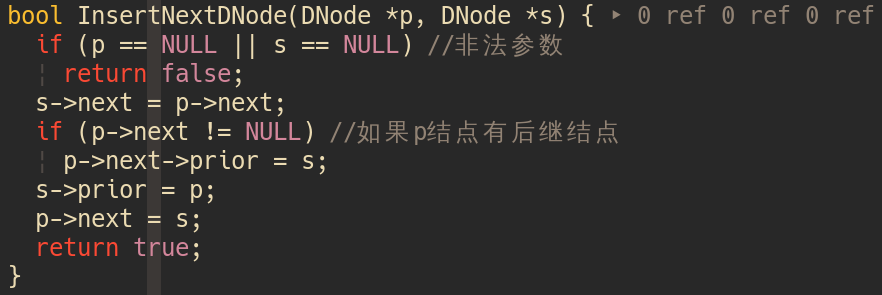 bool InsertNextDNode(DNode *p, DNode *s) { ▸ 0 ref 0 ref 0 ref
  if (p == NULL || s == NULL) //非法参数
  ¦ return false;
  s->next = p->next;
  if (p->next != NULL) //如果p结点有后继结点
  ¦ p->next->prior = s;
  s->prior = p;
  p->next = s;
  return true;
}